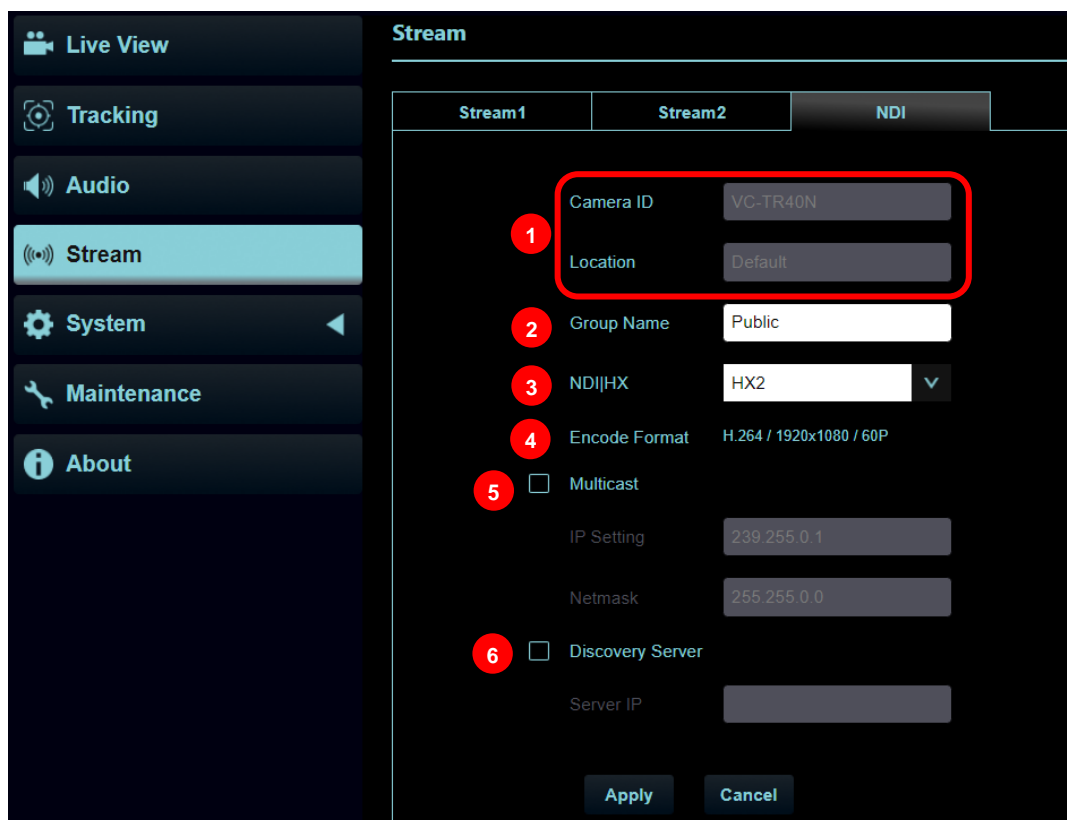 Live View
Tracking
Audio
Stream
System
Maintenance
About
Stream
Stream1 Stream2 NDI
1
Camera ID VC-TR40N
Location Default
2 Group Name Public
3 NDI|HX HX2
4 Encode Format H.264 / 1920x1080 / 60P
5 Multicast
IP Setting 239.255.0.1
Netmask 255.255.0.0
6 Discovery Server
Server IP
Apply Cancel